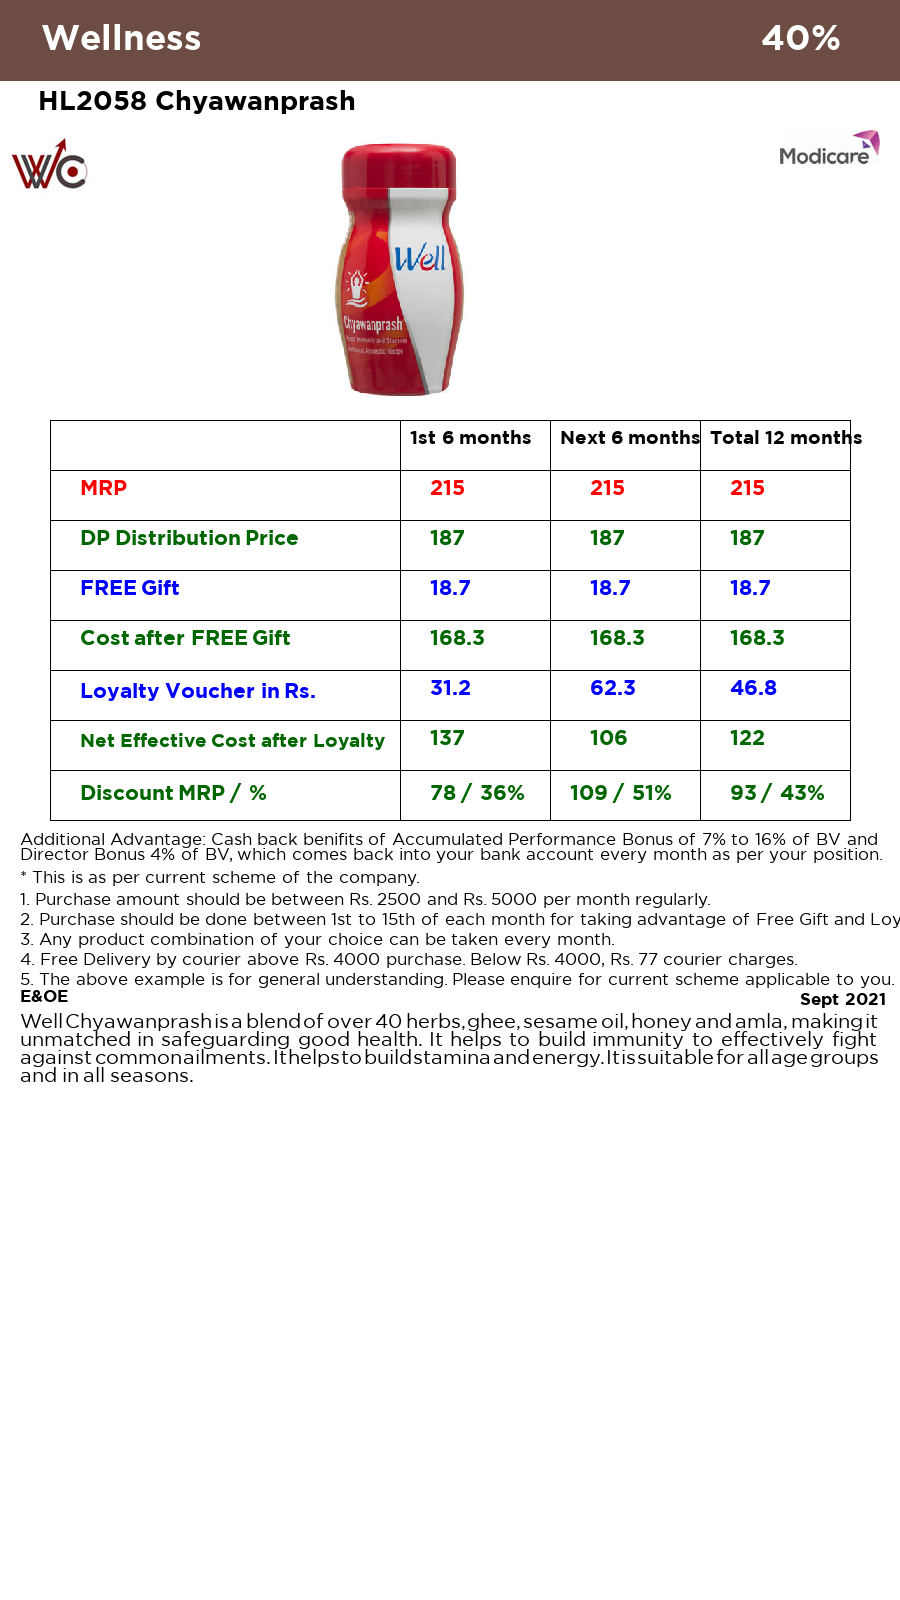 Wellness 40%
HL2058 Chyawanprash
WC
Modicare
Well
Chyawanprash
1st 6 months Next 6 months Total 12 months
MRP 215 215 215
DP Distribution Price 187 187 187
FREE Gift 18.7 18.7 18.7
Cost after FREE Gift 168.3 168.3 168.3
Loyalty Voucher in Rs. 31.2 62.3 46.8
Net Effective Cost after Loyalty 137 106 122
Discount MRP / % 78 / 36% 109 / 51% 93 / 43%
Additional Advantage: Cash back benifits of Accumulated Performance Bonus of 7% to 16% of BV and
Director Bonus 4% of BV, which comes back into your bank account every month as per your position.
* This is as per current scheme of the company.
1. Purchase amount should be between Rs. 2500 and Rs. 5000 per month regularly.
2. Purchase should be done between 1st to 15th of each month for taking advantage of Free Gift and Loy
3. Any product combination of your choice can be taken every month.
4. Free Delivery by courier above Rs. 4000 purchase. Below Rs. 4000, Rs. 77 courier charges.
5. The above example is for general understanding. Please enquire for current scheme applicable to you.
E&OE Sept 2021
Well Chyawanprash is a blend of over 40 herbs, ghee, sesame oil, honey and amla, making it
unmatched in safeguarding good health. It helps to build immunity to effectively fight
against common ailments. It helps to build stamina and energy. It is suitable for all age groups
and in all seasons.